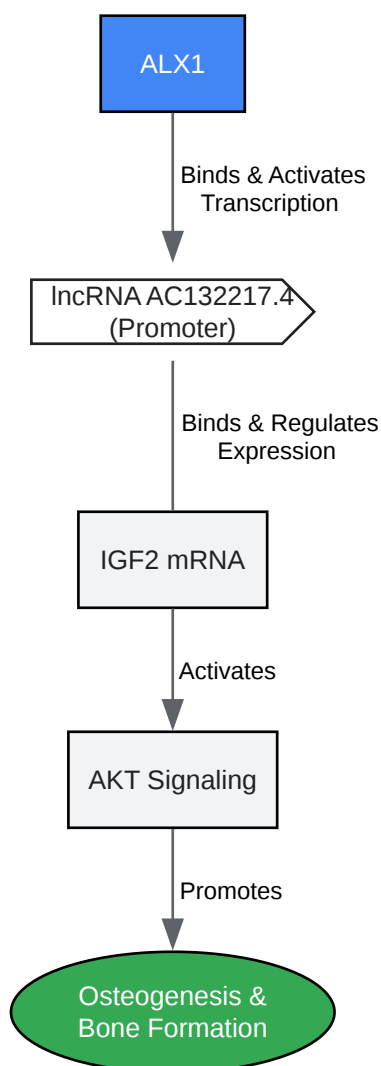 ALX1
Binds & Activates
Transcription
lncRNA AC132217.4
(Promoter)
Binds & Regulates
Expression
IGF2 mRNA
Activates
AKT Signaling
Promotes
Osteogenesis &
Bone Formation